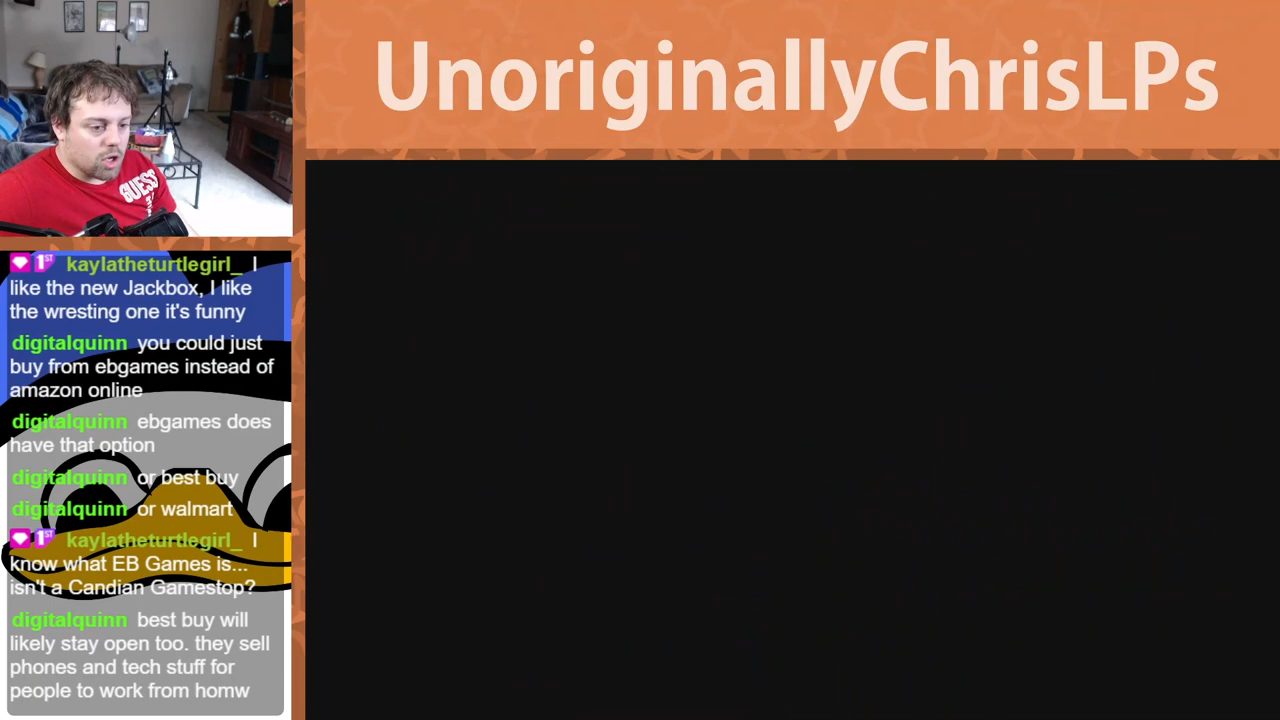 UnoriginallyChrisLPs
GUESS
1ST kaylatheturtlegirl_ I
like the new Jackbox, I like
the wresting one it's funny
digitalquinn you could just
buy from ebgames instead of
amazon online
digitalquinn ebgames does
have that option
digitalquinn or best buy
digitalquinn or walmart
1ST kaylatheturtlegirl_ I
know what EB Games is...
isn't a Candian Gamestop?
digitalquinn best buy will
likely stay open too. they sell
phones and tech stuff for
people to work from homw